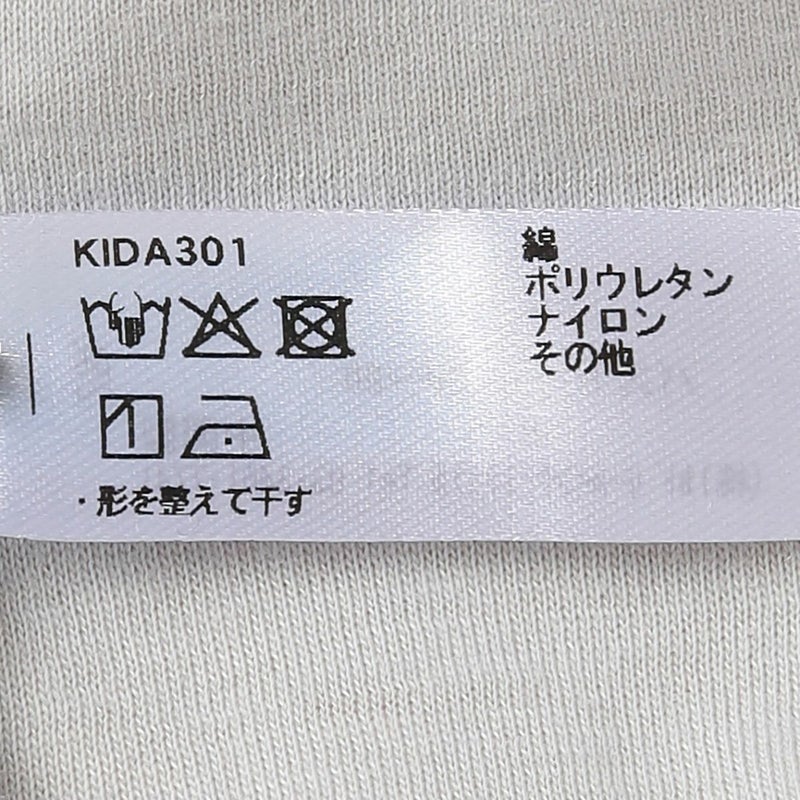 KIDA301
・形を整えて干す
綿
ポリウレタン
ナイロン
その他